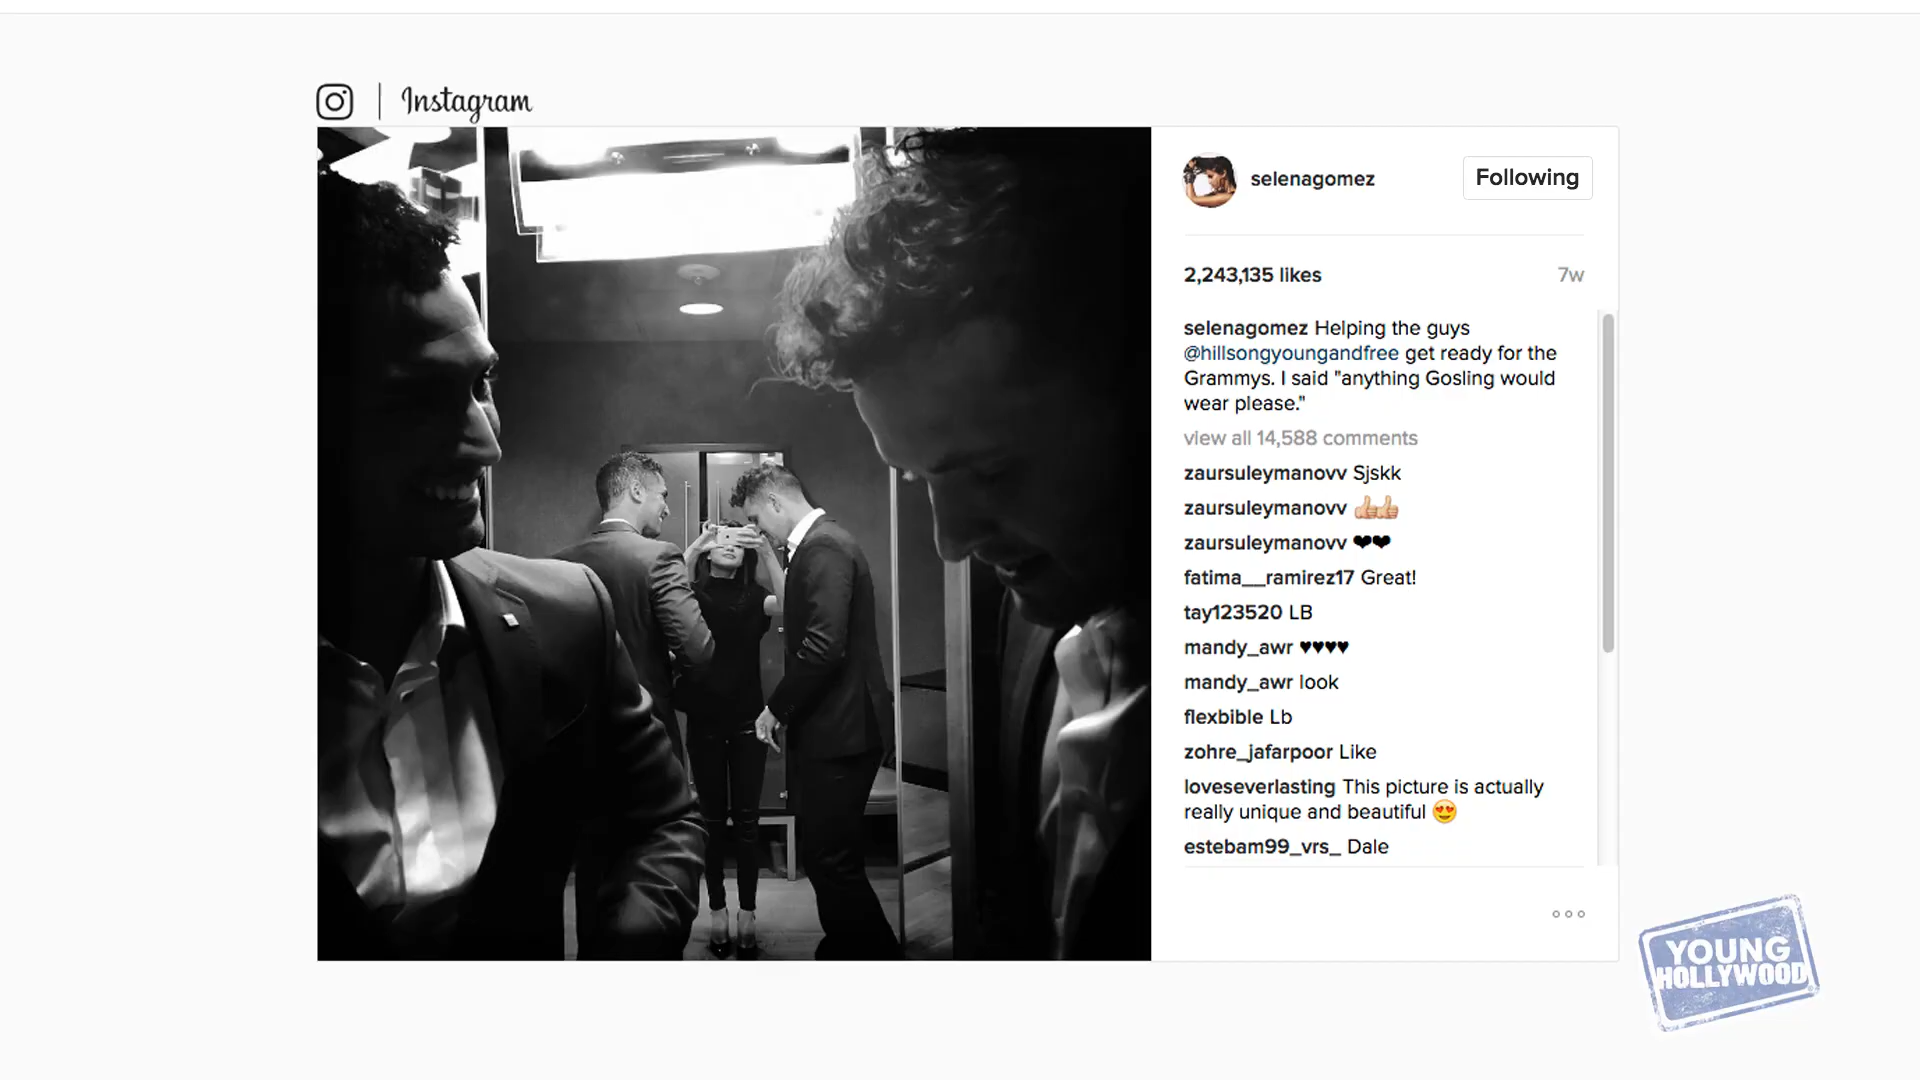 Instagram
selenagomez
Following
2,243,135 likes
7w
selenagomez Helping the guys
@hillsongyoungandfree get ready for the
Grammys. I said "anything Gosling would
wear please."
view all 14,588 comments
zaursuleymanovv Sjskk
zaursuleymanovv 👍👍
zaursuleymanovv ❤❤
fatima__ramirez17 Great!
tay123520 LB
mandy_awr ♥♥♥♥
mandy_awr look
flexbible Lb
zohre_jafarpoor Like
loveseverlasting This picture is actually
really unique and beautiful 😍
estebam99_vrs_ Dale
YOUNG
HOLLYWOOD